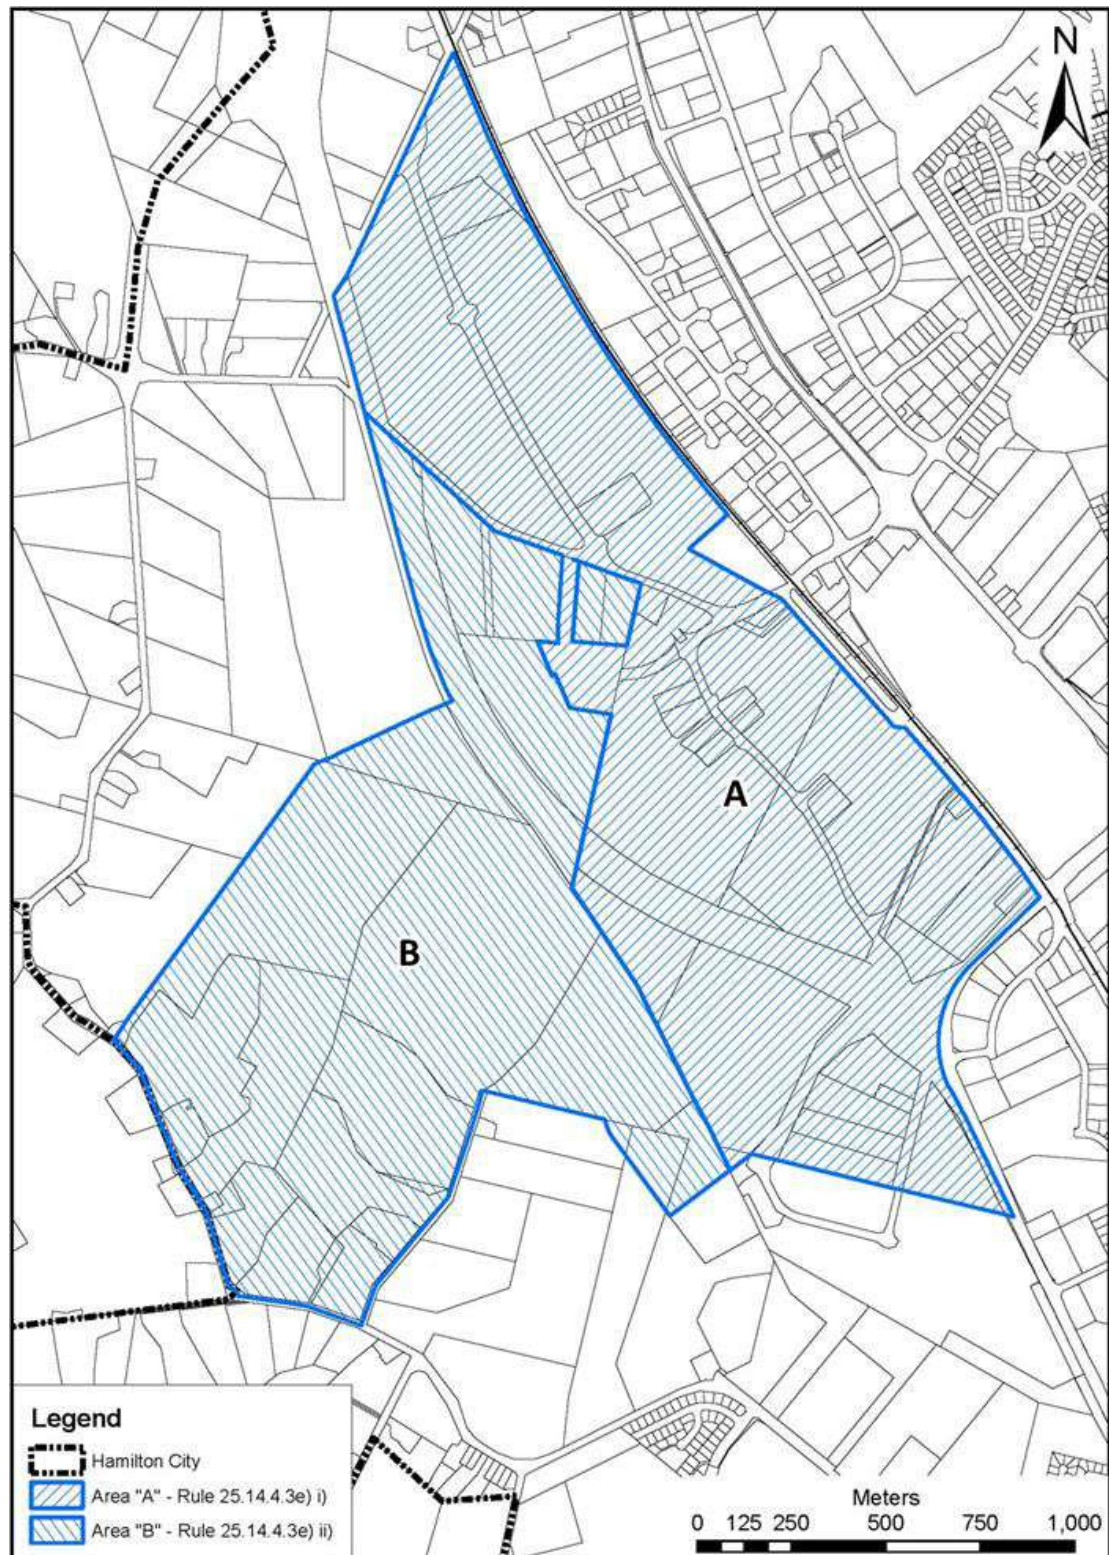 N
A
B
Legend
Hamilton City
Area "A" - Rule 25.14.4.3e) i)
Area "B" - Rule 25.14.4.3e) ii)
Meters
0 125 250 500 750 1,000